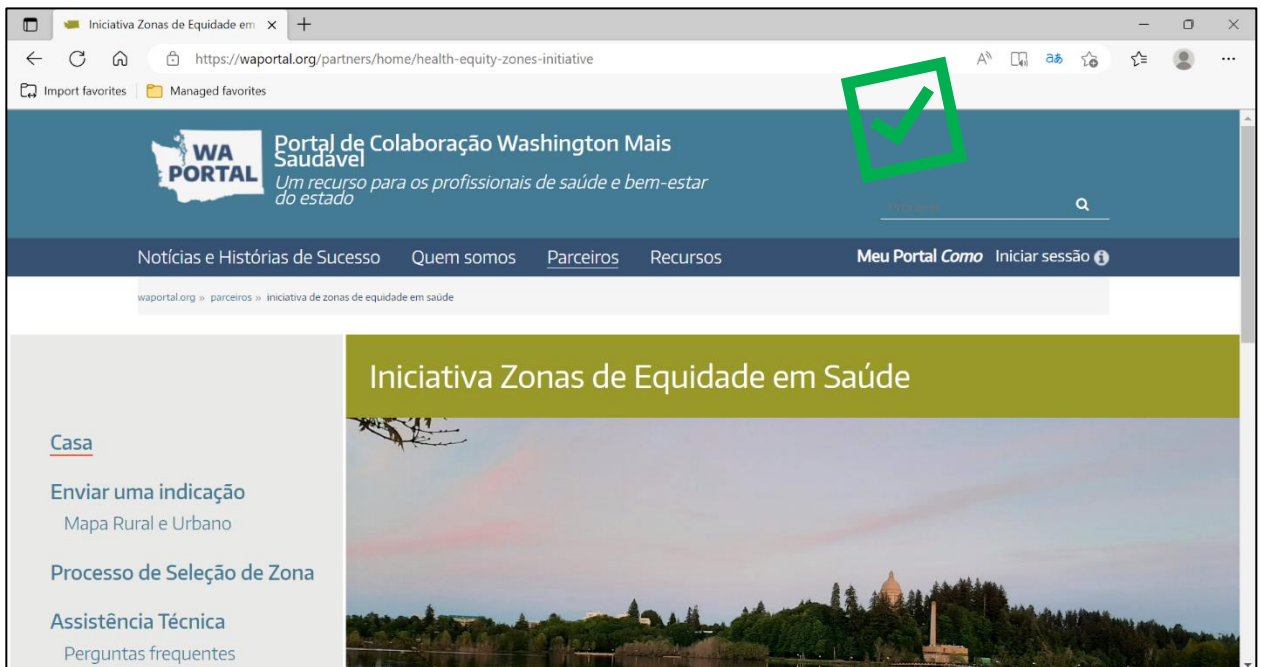 Iniciativa Zonas de Equidade em
https://waportal.org/partners/home/health-equity-zones-initiative
Import favorites
Managed favorites
WA
PORTAL
Portal de Colaboração Washington Mais
Saudável
Um recurso para os profissionais de saúde e bem-estar
do estado
Notícias e Histórias de Sucesso Quem somos Parceiros Recursos Meu Portal Como Iniciar sessão
waportal.org » parceiros » iniciativa de zonas de equidade em saúde
Iniciativa Zonas de Equidade em Saúde
Casa
Enviar uma indicação
Mapa Rural e Urbano
Processo de Seleção de Zona
Assistência Técnica
Perguntas frequentes